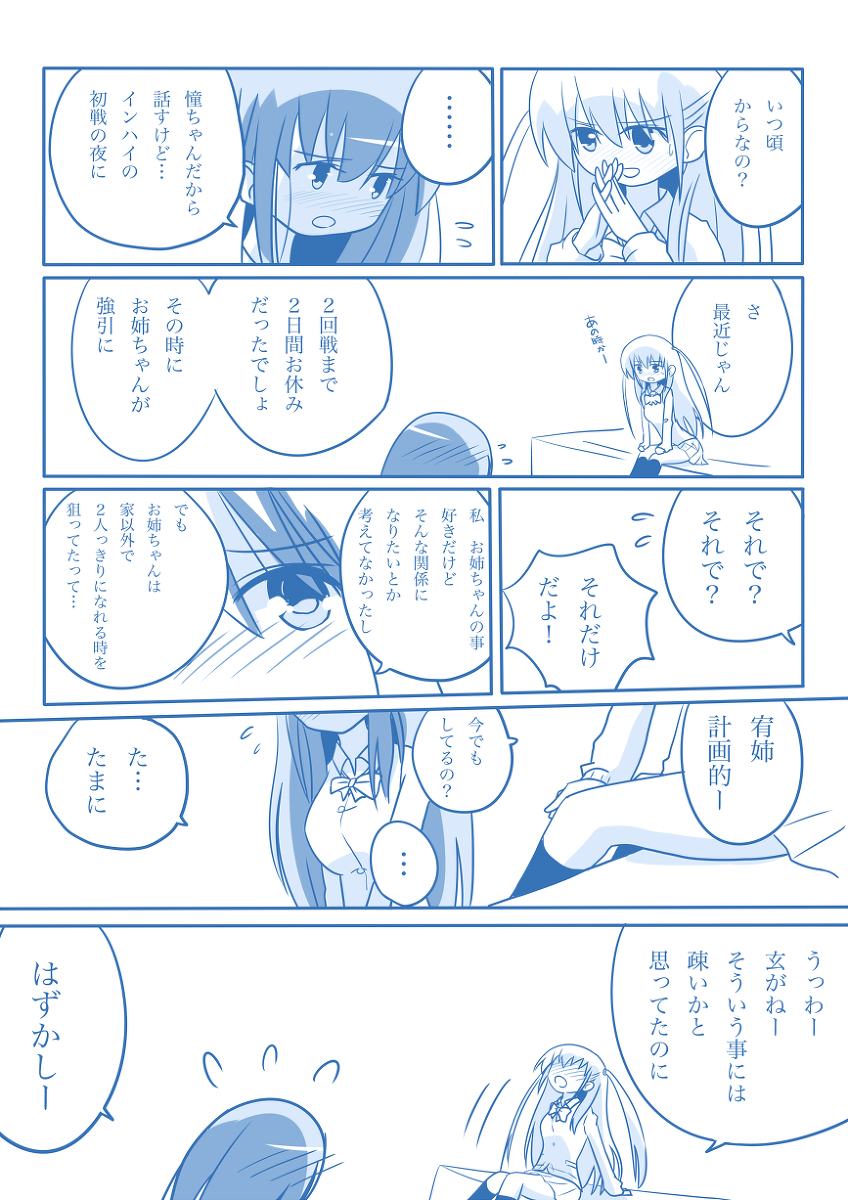 いつ頃
からなの？
……
憧ちゃんだから
話すけど…
インハイの
初戦の夜に
さ
最近じゃん
あの時かー
２回戦まで
２日間お休み
だったでしょ
その時に
お姉ちゃんが
強引に
それで？
それで？
それだけ
だよ！
私　お姉ちゃんの事
好きだけど
そんな関係に
なりたいとか
考えてなかったし
でも
お姉ちゃんは
家以外で
２人っきりになれる時を
狙ってたって…
宥姉
計画的ー
今でも
してるの？
…
た…
たまに
うっわー
玄がねー
そういう事には
疎いかと
思ってたのに
はずかしー